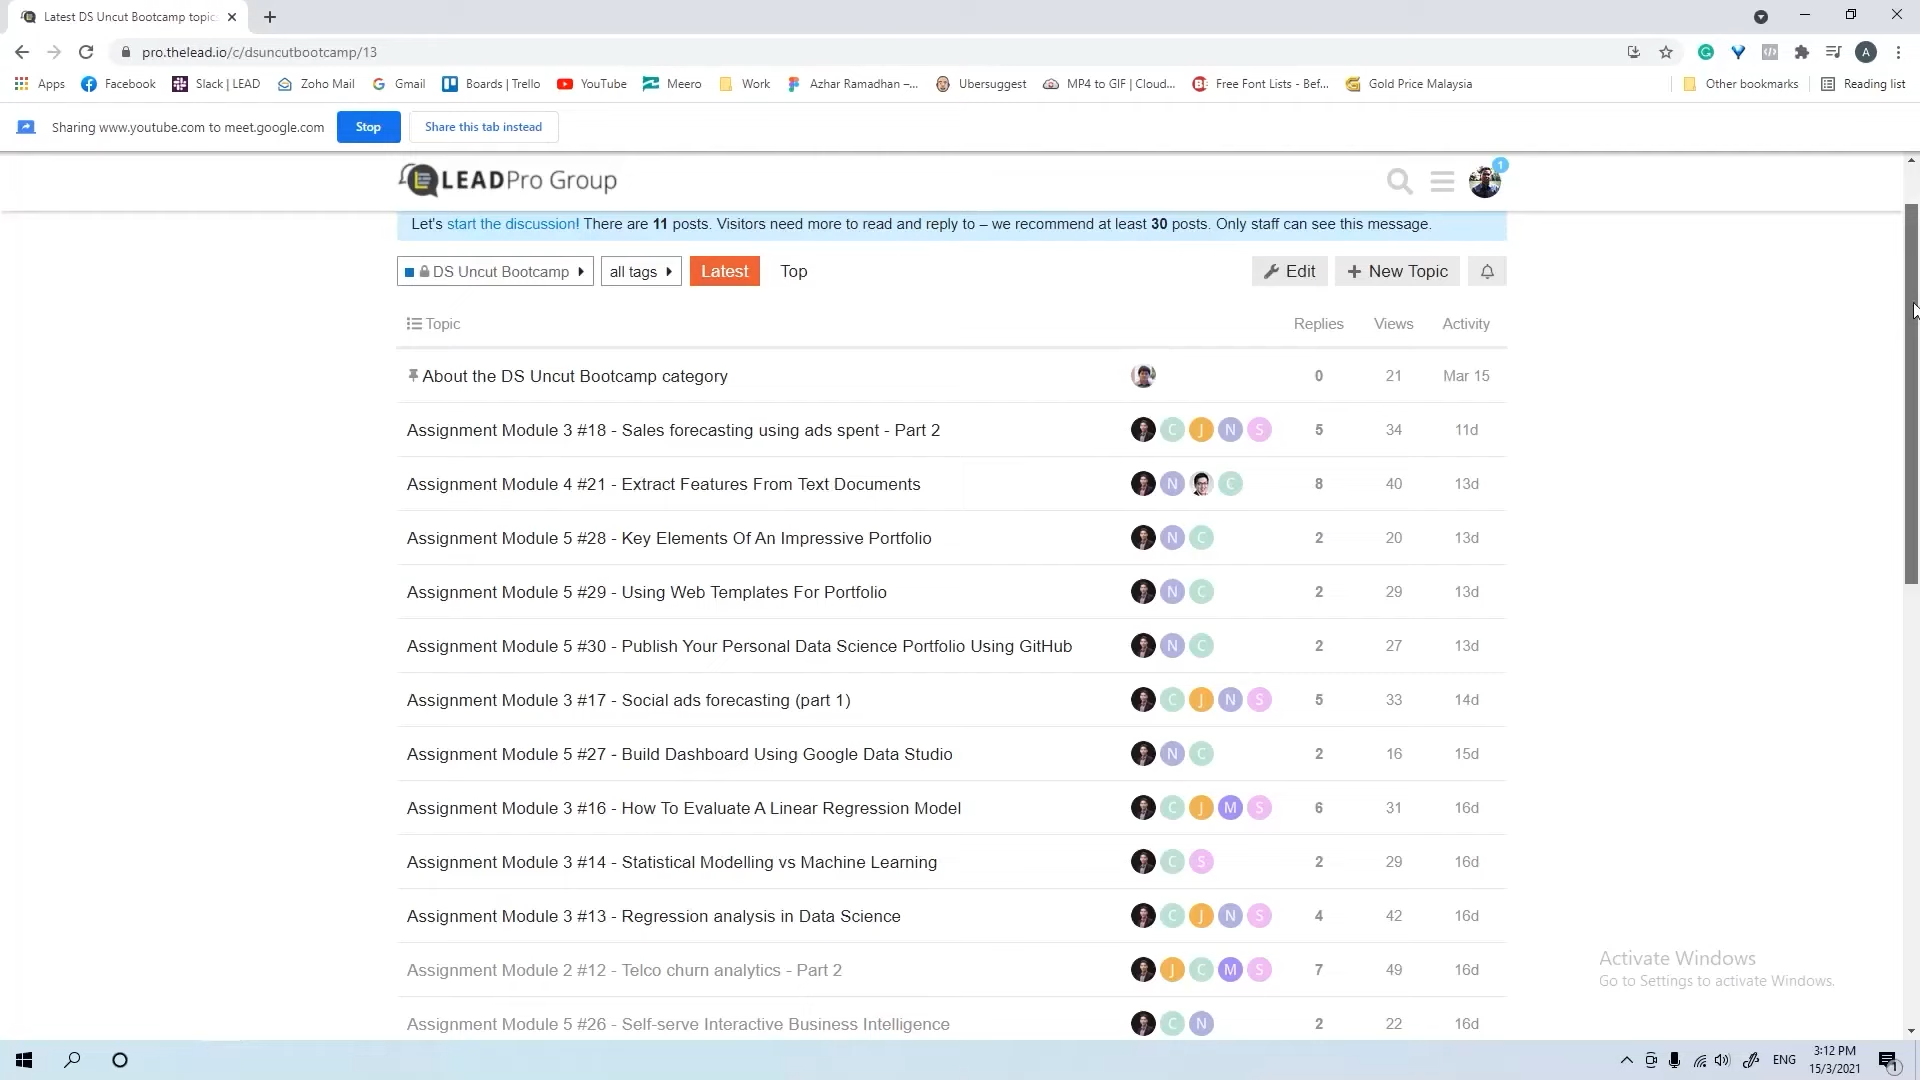 Latest DS Uncut Bootcamp topics
pro.thelead.io/c/dsuncutbootcamp/13
A
Apps
Facebook
Slack | LEAD
Zoho Mail
Gmail
Boards | Trello
YouTube
Meero
Work
Azhar Ramadhan –...
Ubersuggest
MP4 to GIF | Cloud...
Free Font Lists - Bef...
Gold Price Malaysia
Other bookmarks
Reading list
Sharing www.youtube.com to meet.google.com
Stop
Share this tab instead
LEADPro Group
1
Let's start the discussion! There are 11 posts. Visitors need more to read and reply to – we recommend at least 30 posts. Only staff can see this message.
DS Uncut Bootcamp
all tags
Latest
Top
Edit
New Topic
Topic Replies Views Activity
About the DS Uncut Bootcamp category 0 21 Mar 15
Assignment Module 3 #18 - Sales forecasting using ads spent - Part 2 C J N S 5 34 11d
Assignment Module 4 #21 - Extract Features From Text Documents N C 8 40 13d
Assignment Module 5 #28 - Key Elements Of An Impressive Portfolio N C 2 20 13d
Assignment Module 5 #29 - Using Web Templates For Portfolio N C 2 29 13d
Assignment Module 5 #30 - Publish Your Personal Data Science Portfolio Using GitHub N C 2 27 13d
Assignment Module 3 #17 - Social ads forecasting (part 1) C J N S 5 33 14d
Assignment Module 5 #27 - Build Dashboard Using Google Data Studio N C 2 16 15d
Assignment Module 3 #16 - How To Evaluate A Linear Regression Model C J M S 6 31 16d
Assignment Module 3 #14 - Statistical Modelling vs Machine Learning C S 2 29 16d
Assignment Module 3 #13 - Regression analysis in Data Science C J N S 4 42 16d
Assignment Module 2 #12 - Telco churn analytics - Part 2 J C M S 7 49 16d
Assignment Module 5 #26 - Self-serve Interactive Business Intelligence C N 2 22 16d
Activate Windows
Go to Settings to activate Windows.
ENG
3:12 PM
15/3/2021
1